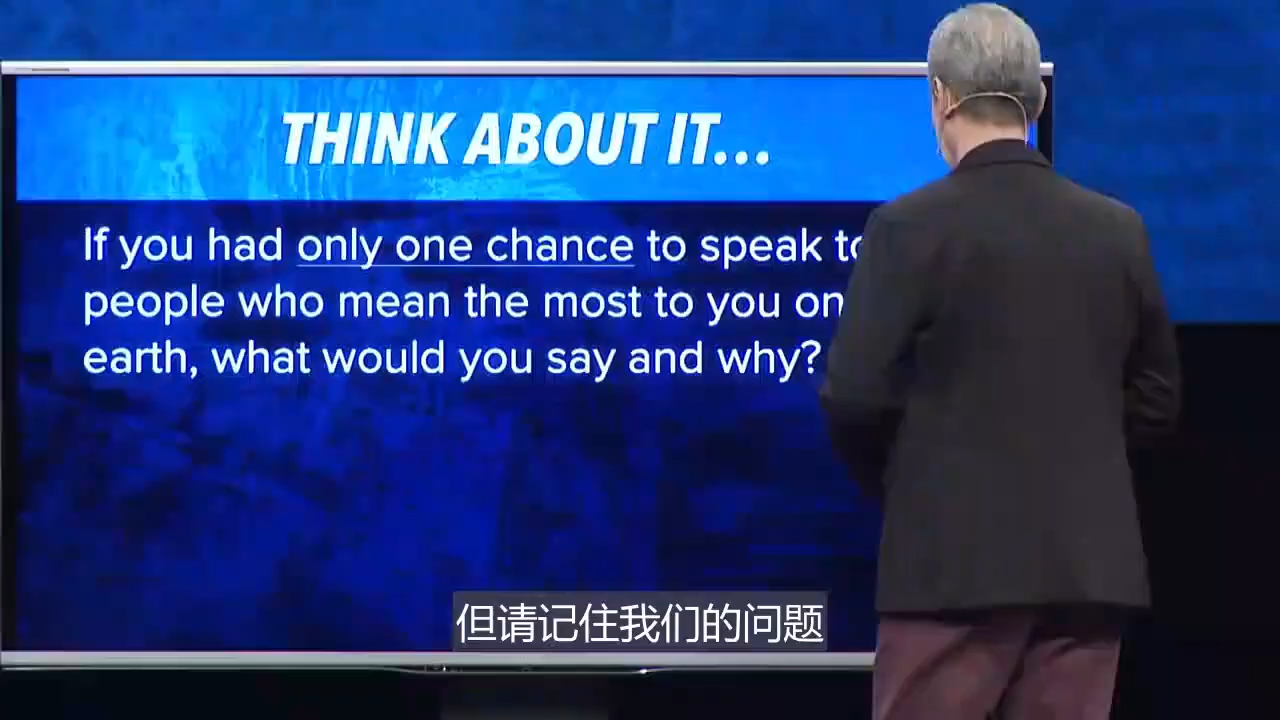 THINK ABOUT IT...
If you had only one chance to speak
people who mean the most to you on
earth, what would you say and why?
但请记住我们的问题